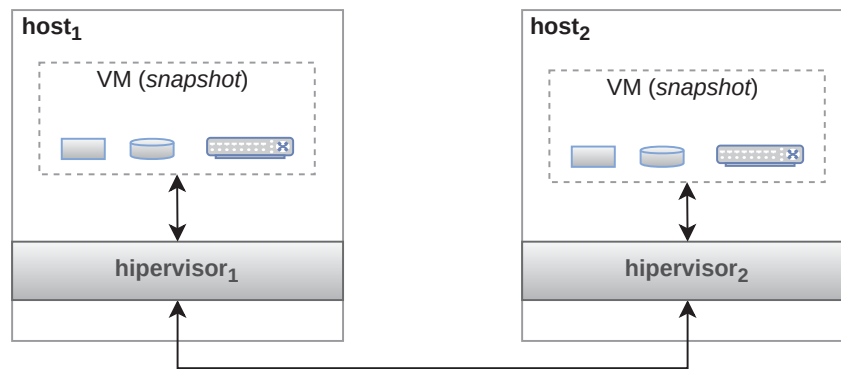 host₁
VM (snapshot)
hipervisor₁
host₂
VM (snapshot)
hipervisor₂